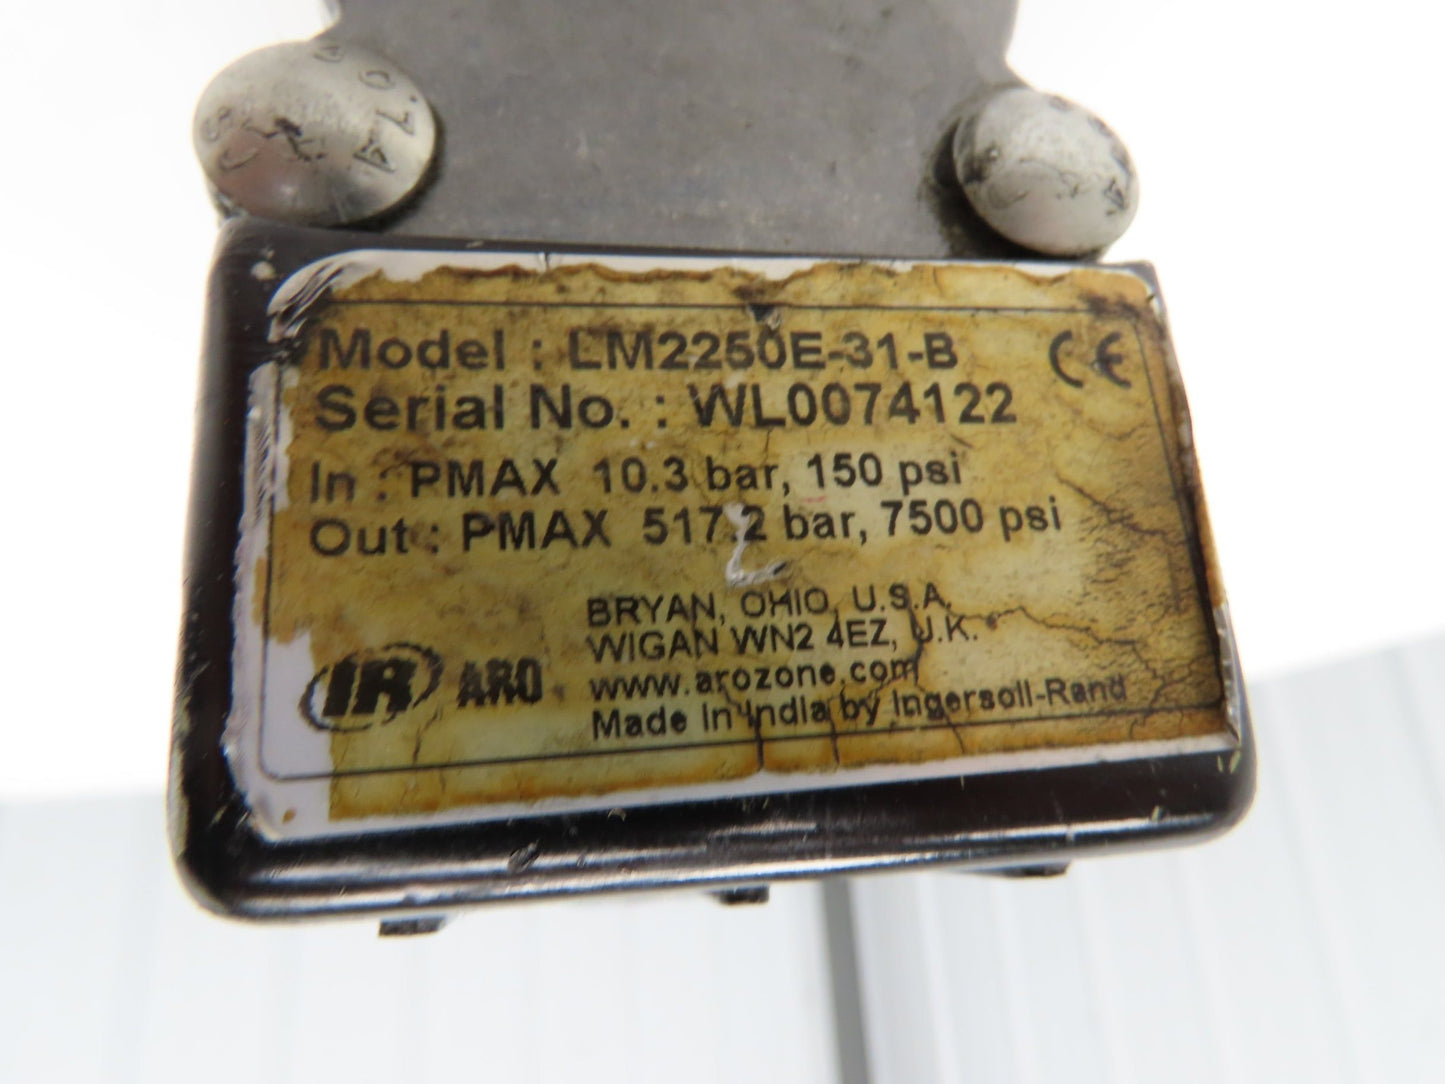 Model : LM2250E-31-B CE
Serial No. : WL0074122
In : PMAX 10.3 bar, 150 psi
Out : PMAX 517.2 bar, 7500 psi
BRYAN, OHIO, U.S.A.
WIGAN WN2 4EZ, U.K.
www.arozone.com
Made In India by Ingersoll-Rand
IR ARO